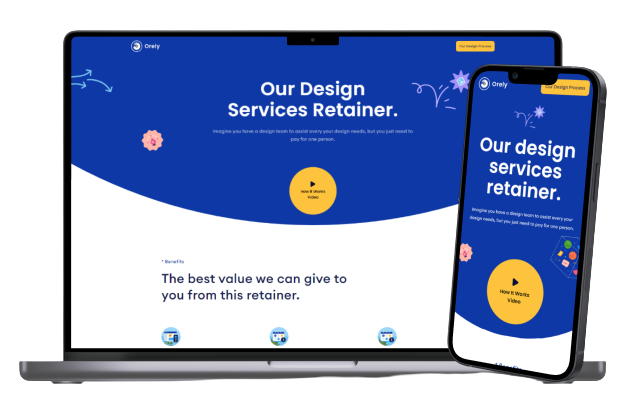 Orely
Our Design Process
Our Design
Services Retainer.
Imagine you have a design team to assist every your design needs, but you just need to
pay for one person.
How It Works
Video
* Benefits
The best value we can give to
you from this retainer.
Orely
Our Design Process
Our design
services
retainer.
Imagine you have a design team to assist every your
design needs, but you just need to pay for one person.
How It Works
Video
* Benefits